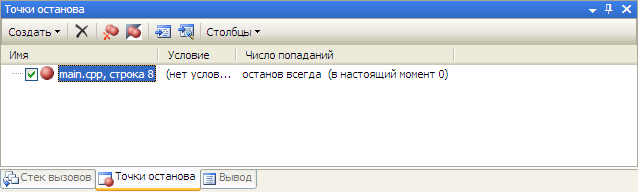 Точки останова
Создать Столбцы
Имя Условие Число попаданий
main.cpp, строка 8 (нет услов... останов всегда (в настоящий момент 0)
Стек вызовов Точки останова Вывод